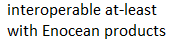 interoperable at-least
with Enocean products